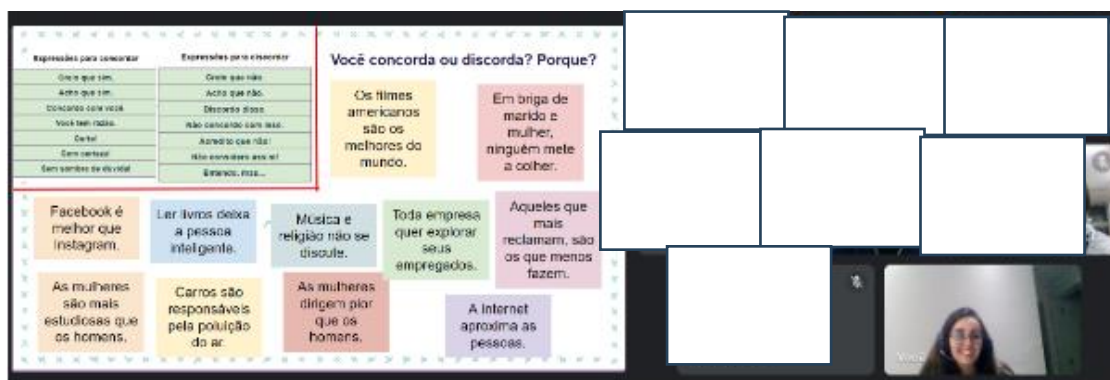 Expressões para concordar
Expressões para discordar
Creio que sim.
Creio que não
Acho que sim.
Acho que não.
Concordo com você
Discordo disso.
Você tem razão.
Não concordo com isso.
Certo!
Acredito que não!
Com certeza!
Não considero assim!
Sem sombra de dúvida!
Entendo, mas...
Você concorda ou discorda? Porque?
Os filmes
americanos
são os
melhores do
mundo.
Em briga de
marido e
mulher,
ninguém mete
a colher.
Facebook é
melhor que
Instagram.
Ler livros deixa
a pessoa
inteligente.
Música e
religião não se
discute.
Toda empresa
quer explorar
seus
empregados.
Aqueles que
mais
reclamam, são
os que menos
fazem.
As mulheres
são mais
estudiosas que
os homens.
Carros são
responsáveis
pela poluição
do ar.
As mulheres
dirigem pior
que os
homens.
A Internet
aproxima as
pessoas.
Você